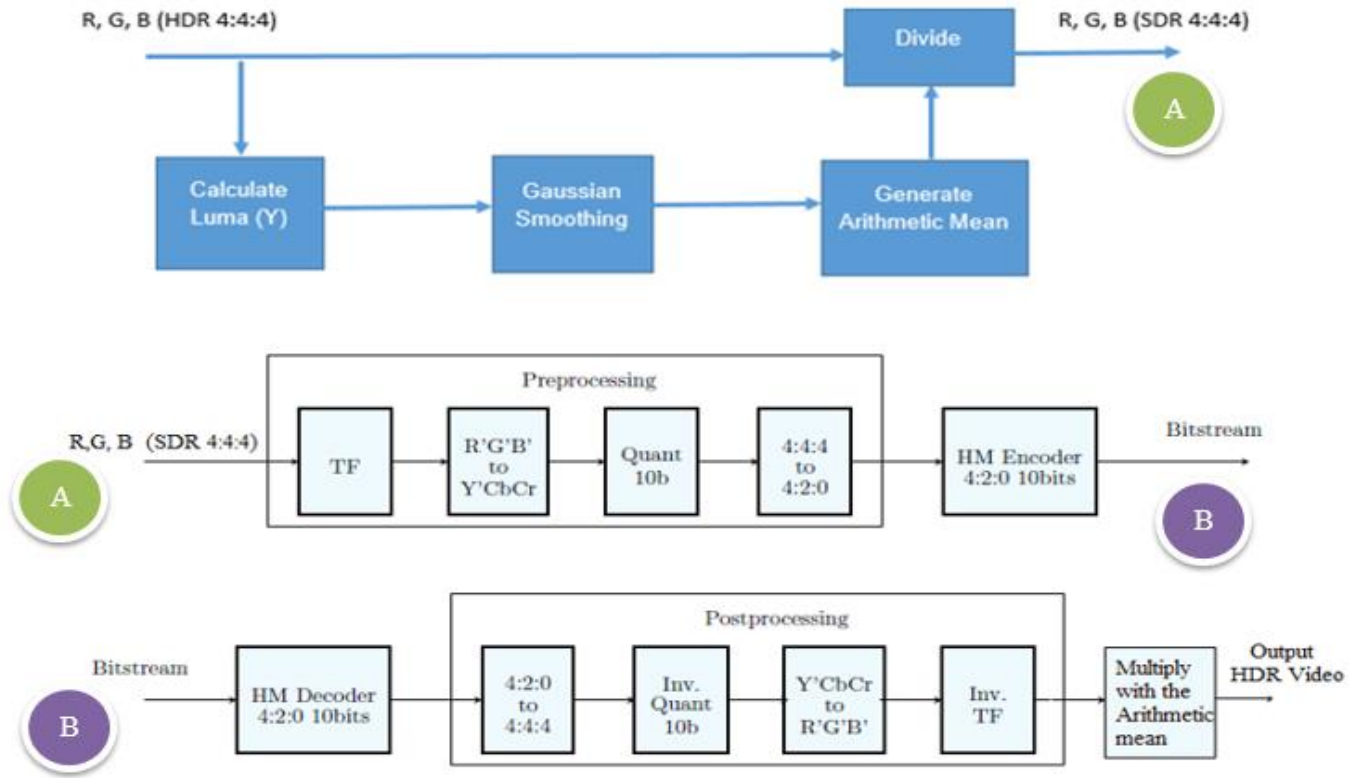 R, G, B (HDR 4:4:4)
Divide
R, G, B (SDR 4:4:4)
A
Calculate
Luma (Y)
Gaussian
Smoothing
Generate
Arithmetic Mean
Preprocessing
R,G, B (SDR 4:4:4)
A
TF
R'G'B'
to
Y'CbCr
Quant
10b
4:4:4
to
4:2:0
HM Encoder
4:2:0 10bits
Bitstream
B
Postprocessing
Bitstream
B
HM Decoder
4:2:0 10bits
4:2:0
to
4:4:4
Inv.
Quant
10b
Y'CbCr
to
R'G'B'
Inv.
TF
Multiply
with the
Arithmetic
mean
Output
HDR Video